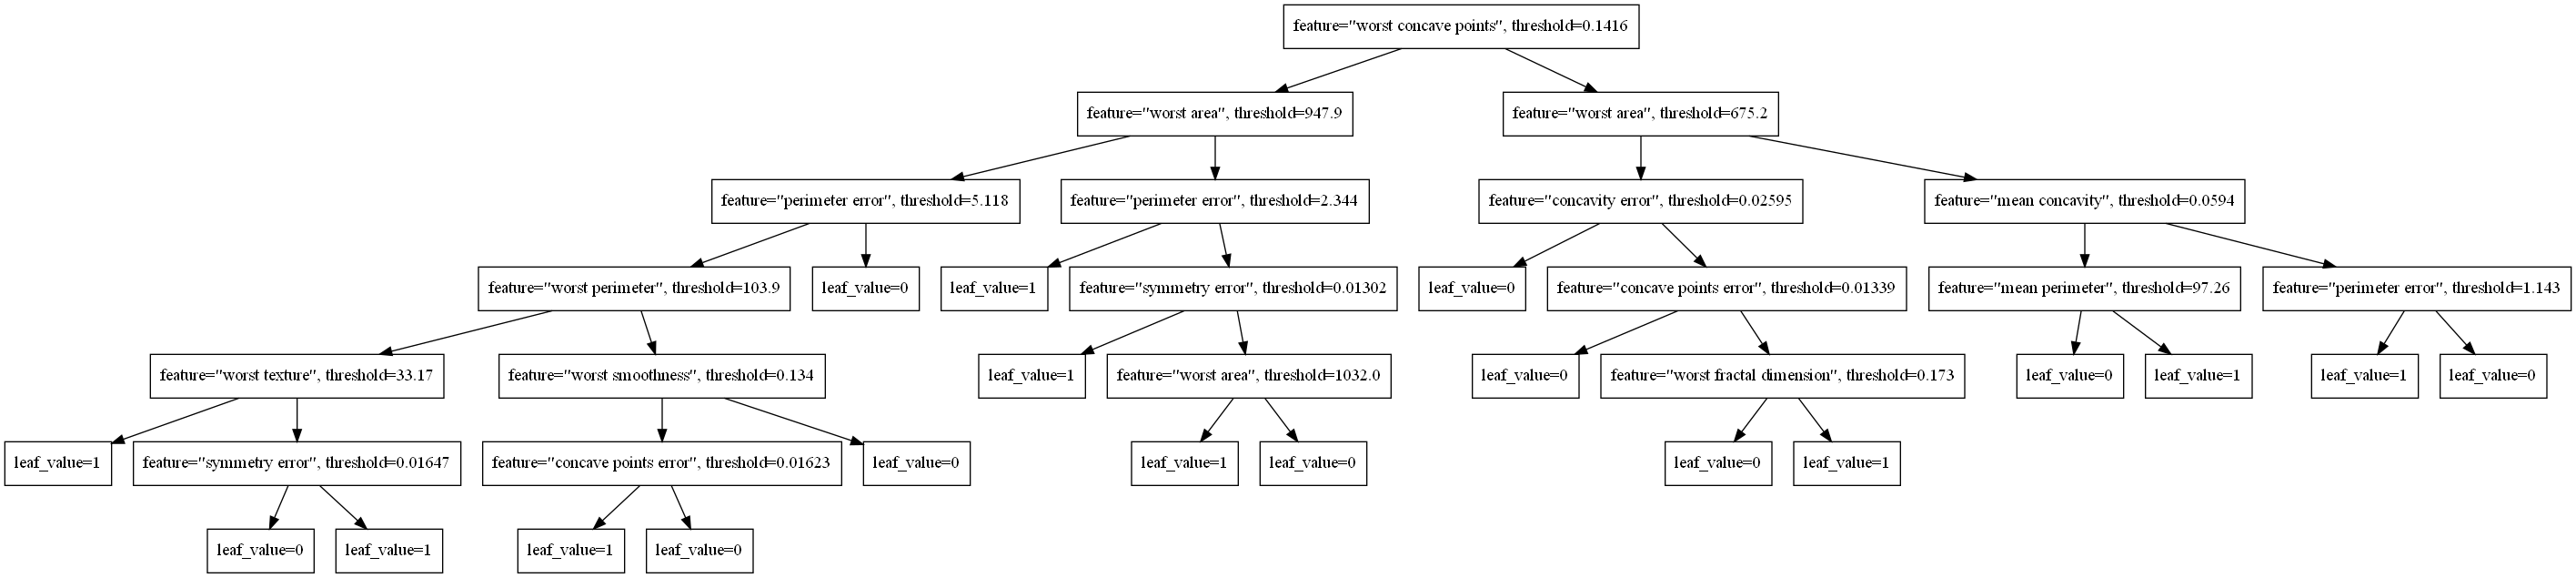 feature="worst concave points", threshold=0.1416
feature="worst area", threshold=947.9
feature="worst area", threshold=675.2
feature="perimeter error", threshold=5.118
feature="perimeter error", threshold=2.344
feature="concavity error", threshold=0.02595
feature="mean concavity", threshold=0.0594
feature="worst perimeter", threshold=103.9
leaf_value=0
leaf_value=1
feature="symmetry error", threshold=0.01302
leaf_value=0
feature="concave points error", threshold=0.01339
feature="mean perimeter", threshold=97.26
feature="perimeter error", threshold=1.143
feature="worst texture", threshold=33.17
feature="worst smoothness", threshold=0.134
leaf_value=1
feature="worst area", threshold=1032.0
leaf_value=0
feature="worst fractal dimension", threshold=0.173
leaf_value=0
leaf_value=1
leaf_value=1
leaf_value=0
leaf_value=1
feature="symmetry error", threshold=0.01647
feature="concave points error", threshold=0.01623
leaf_value=0
leaf_value=1
leaf_value=0
leaf_value=0
leaf_value=1
leaf_value=0
leaf_value=1
leaf_value=1
leaf_value=0